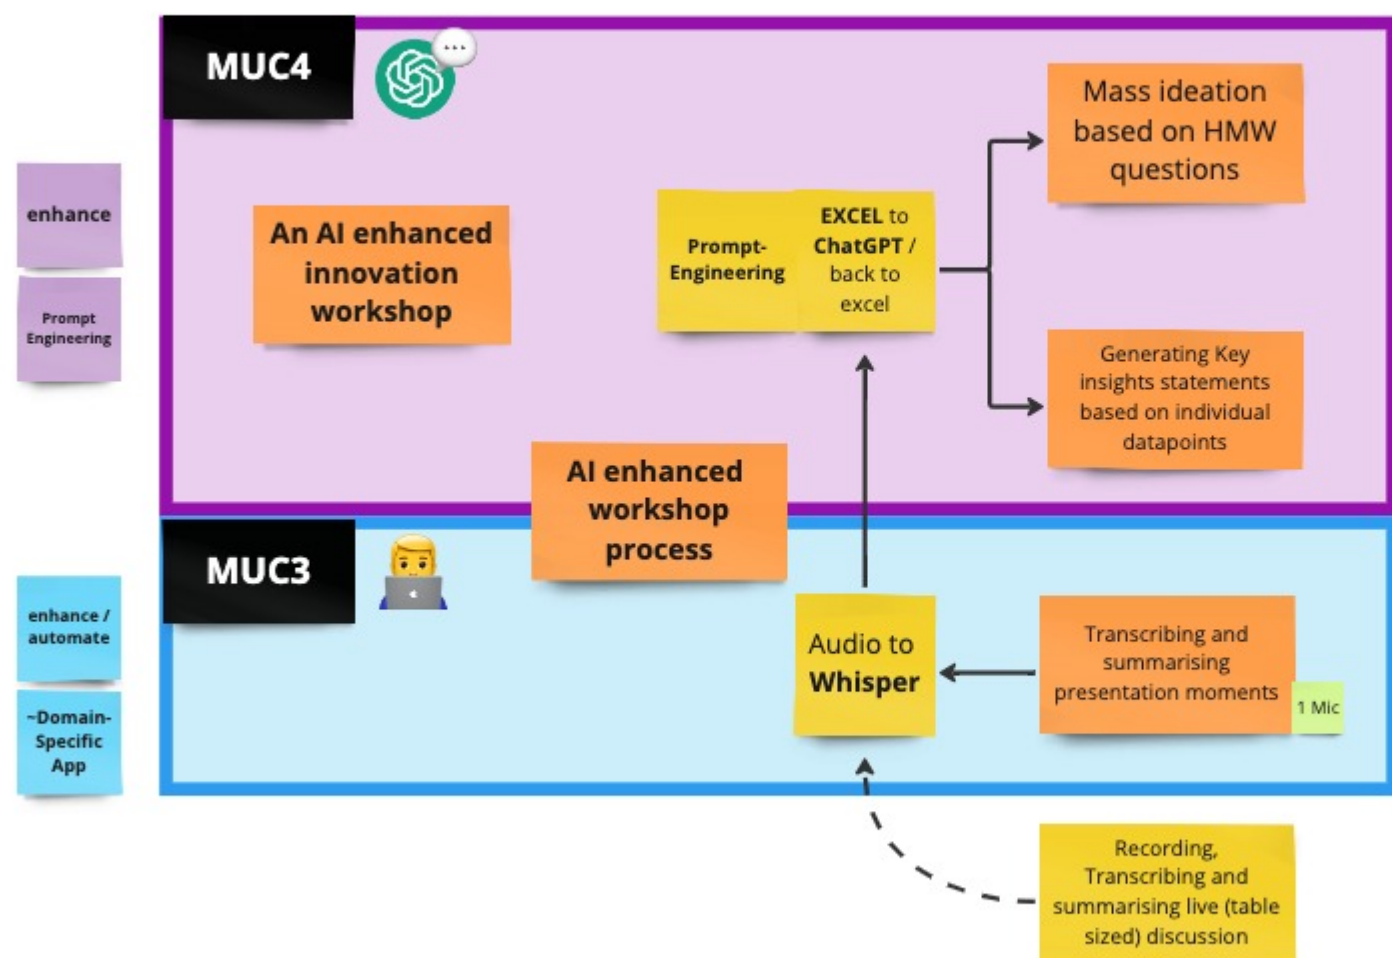 MUC4
enhance
Prompt
Engineering
An AI enhanced
innovation
workshop
Prompt-
Engineering
EXCEL to
ChatGPT /
back to
excel
Mass ideation
based on HMW
questions
Generating Key
insights statements
based on individual
datapoints
AI enhanced
workshop
process
MUC3
enhance /
automate
~Domain-
Specific
App
Audio to
Whisper
Transcribing and
summarising
presentation moments
1 Mic
Recording,
Transcribing and
summarising live (table
sized) discussion